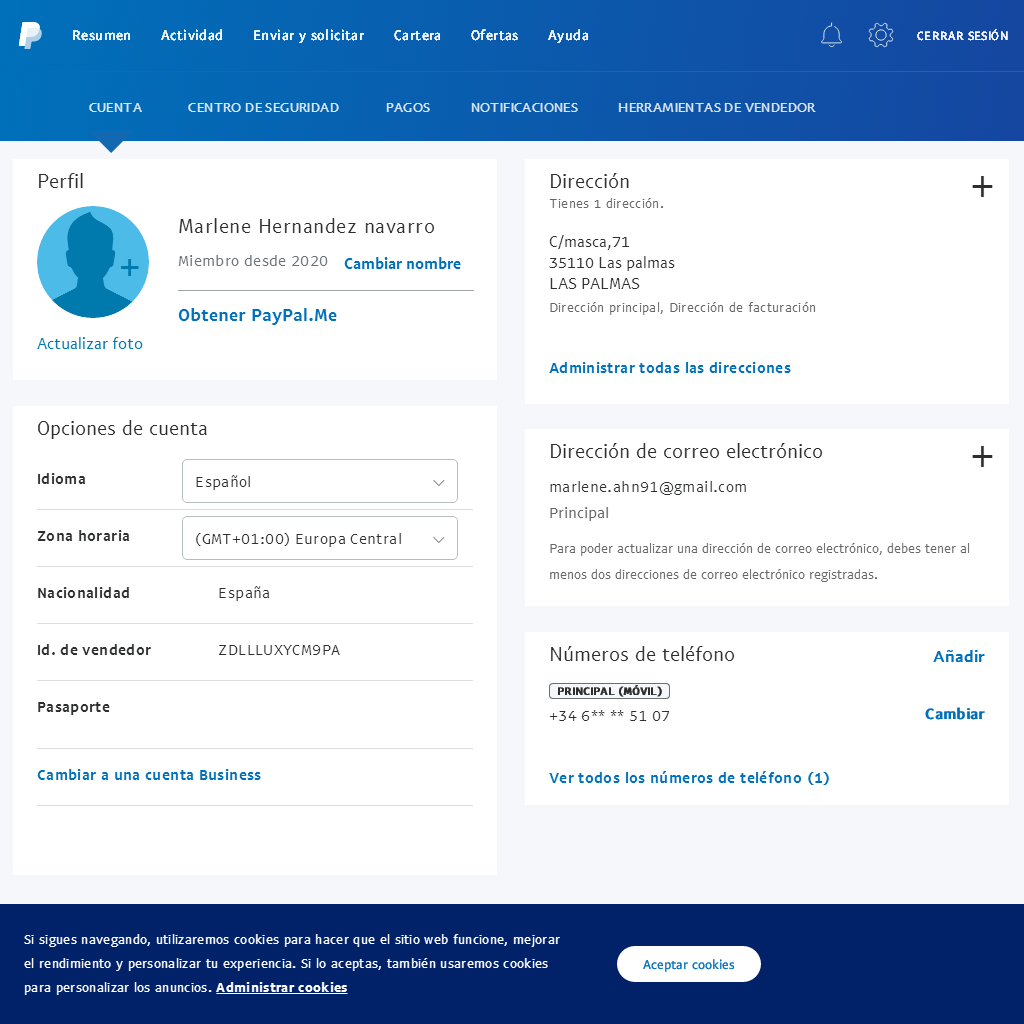 Resumen Actividad Enviar y solicitar Cartera Ofertas Ayuda CERRAR SESIÓN
CUENTA CENTRO DE SEGURIDAD PAGOS NOTIFICACIONES HERRAMIENTAS DE VENDEDOR
Perfil
Marlene Hernandez navarro
Miembro desde 2020 Cambiar nombre
Obtener PayPal.Me
Actualizar foto
Opciones de cuenta
Idioma Español
Zona horaria (GMT+01:00) Europa Central
Nacionalidad España
Id. de vendedor ZDLLLUXYCM9PA
Pasaporte
Cambiar a una cuenta Business
Dirección
Tienes 1 dirección.
C/masca,71
35110 Las palmas
LAS PALMAS
Dirección principal, Dirección de facturación
Administrar todas las direcciones
Dirección de correo electrónico
marlene.ahn91@gmail.com
Principal
Para poder actualizar una dirección de correo electrónico, debes tener al
menos dos direcciones de correo electrónico registradas.
Números de teléfono Añadir
PRINCIPAL (MÓVIL)
+34 6** ** 51 07 Cambiar
Ver todos los números de teléfono (1)
Si sigues navegando, utilizaremos cookies para hacer que el sitio web funcione, mejorar
el rendimiento y personalizar tu experiencia. Si lo aceptas, también usaremos cookies
para personalizar los anuncios. Administrar cookies
Aceptar cookies